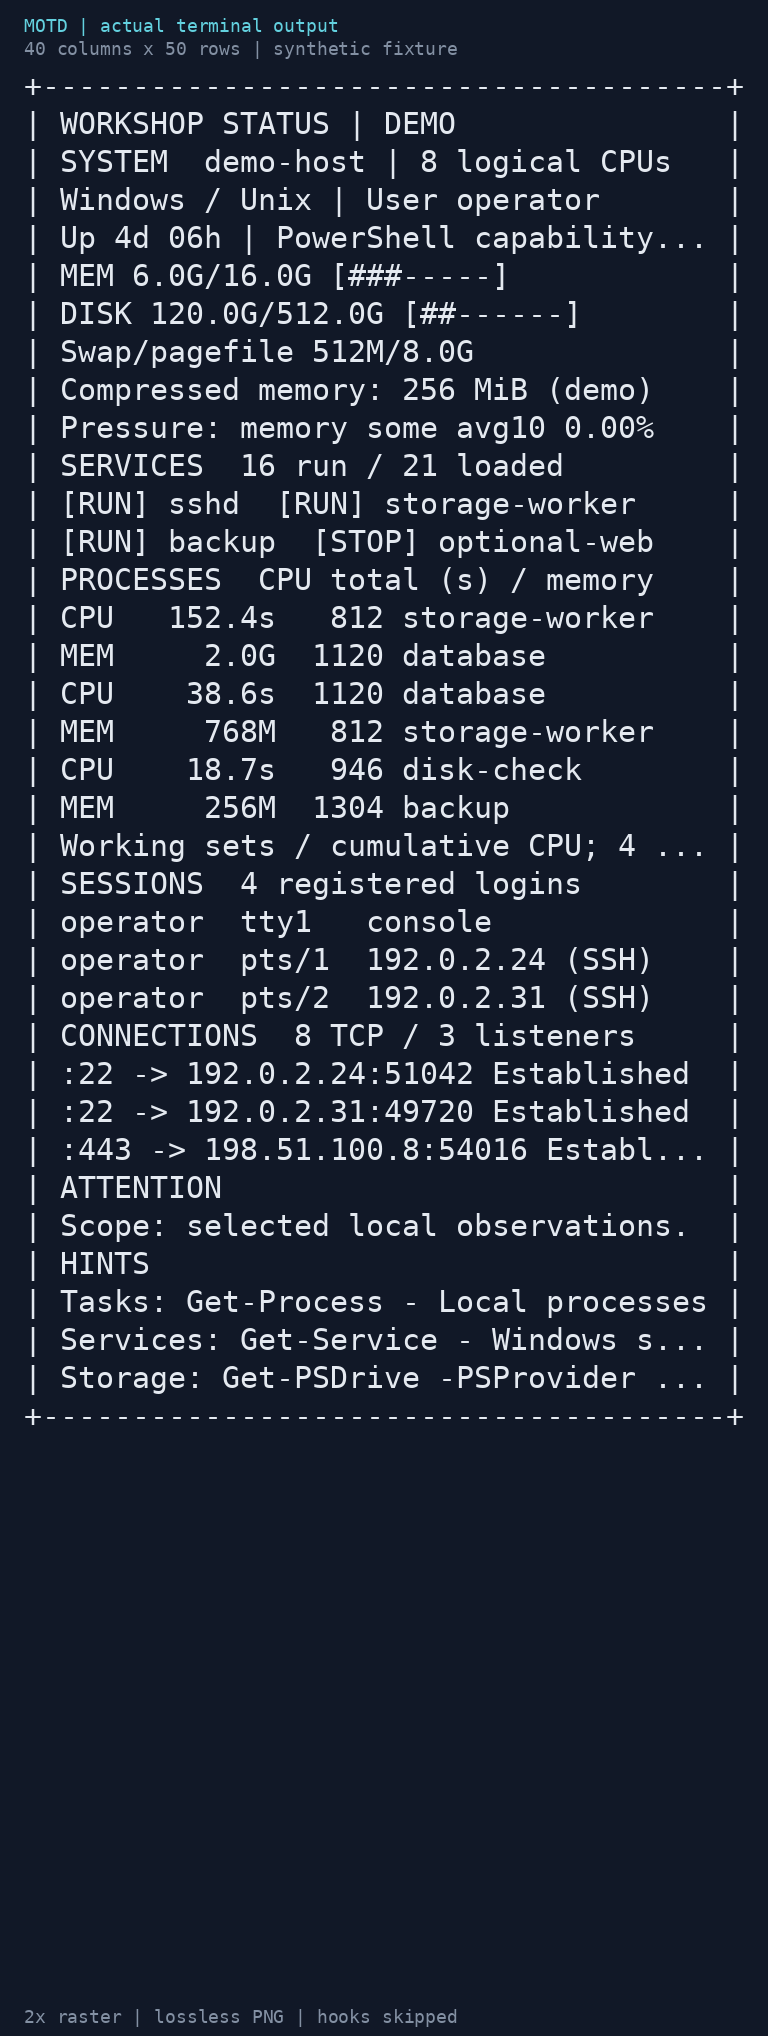 MOTD | actual terminal output
40 columns x 50 rows | synthetic fixture
+--------------------------------------+
| WORKSHOP STATUS | DEMO               |
| SYSTEM  demo-host | 8 logical CPUs   |
| Windows / Unix | User operator       |
| Up 4d 06h | PowerShell capability... |
| MEM 6.0G/16.0G [###-----]            |
| DISK 120.0G/512.0G [##------]        |
| Swap/pagefile 512M/8.0G              |
| Compressed memory: 256 MiB (demo)    |
| Pressure: memory some avg10 0.00%    |
| SERVICES  16 run / 21 loaded         |
| [RUN] sshd  [RUN] storage-worker     |
| [RUN] backup  [STOP] optional-web    |
| PROCESSES  CPU total (s) / memory    |
| CPU   152.4s   812 storage-worker    |
| MEM     2.0G  1120 database          |
| CPU    38.6s  1120 database          |
| MEM     768M   812 storage-worker    |
| CPU    18.7s   946 disk-check        |
| MEM     256M  1304 backup            |
| Working sets / cumulative CPU; 4 ... |
| SESSIONS  4 registered logins        |
| operator  tty1   console             |
| operator  pts/1  192.0.2.24 (SSH)    |
| operator  pts/2  192.0.2.31 (SSH)    |
| CONNECTIONS  8 TCP / 3 listeners     |
| :22 -> 192.0.2.24:51042 Established  |
| :22 -> 192.0.2.31:49720 Established  |
| :443 -> 198.51.100.8:54016 Establ... |
| ATTENTION                            |
| Scope: selected local observations.  |
| HINTS                                |
| Tasks: Get-Process - Local processes |
| Services: Get-Service - Windows s... |
| Storage: Get-PSDrive -PSProvider ... |
+--------------------------------------+
2x raster | lossless PNG | hooks skipped